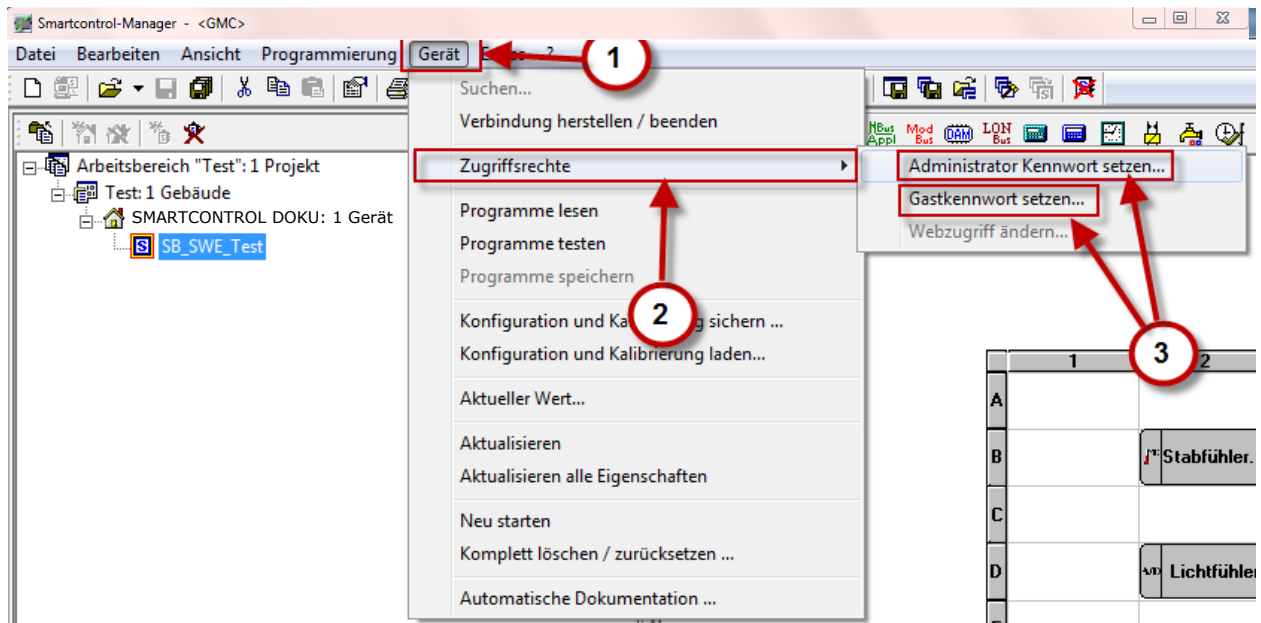 Smartcontrol-Manager - <GMC>
Datei Bearbeiten Ansicht Programmierung Gerät ?
1
Suchen...
Verbindung herstellen / beenden
MBus Appl Mod Bus DAM LON Bus
Arbeitsbereich "Test": 1 Projekt
Zugriffsrechte
Administrator Kennwort setzen...
Test: 1 Gebäude
Gastkennwort setzen...
SMARTCONTROL DOKU: 1 Gerät
Programme lesen
Webzugriff ändern...
S SB_SWE_Test
Programme testen
Programme speichern
2
Konfiguration und sichern ...
3
Konfiguration und Kalibrierung laden...
1 2
Aktueller Wert...
A
Aktualisieren
B Stabfühler.
Aktualisieren alle Eigenschaften
Neu starten
C
Komplett löschen / zurücksetzen ...
D A/D Lichtfühler
Automatische Dokumentation ...